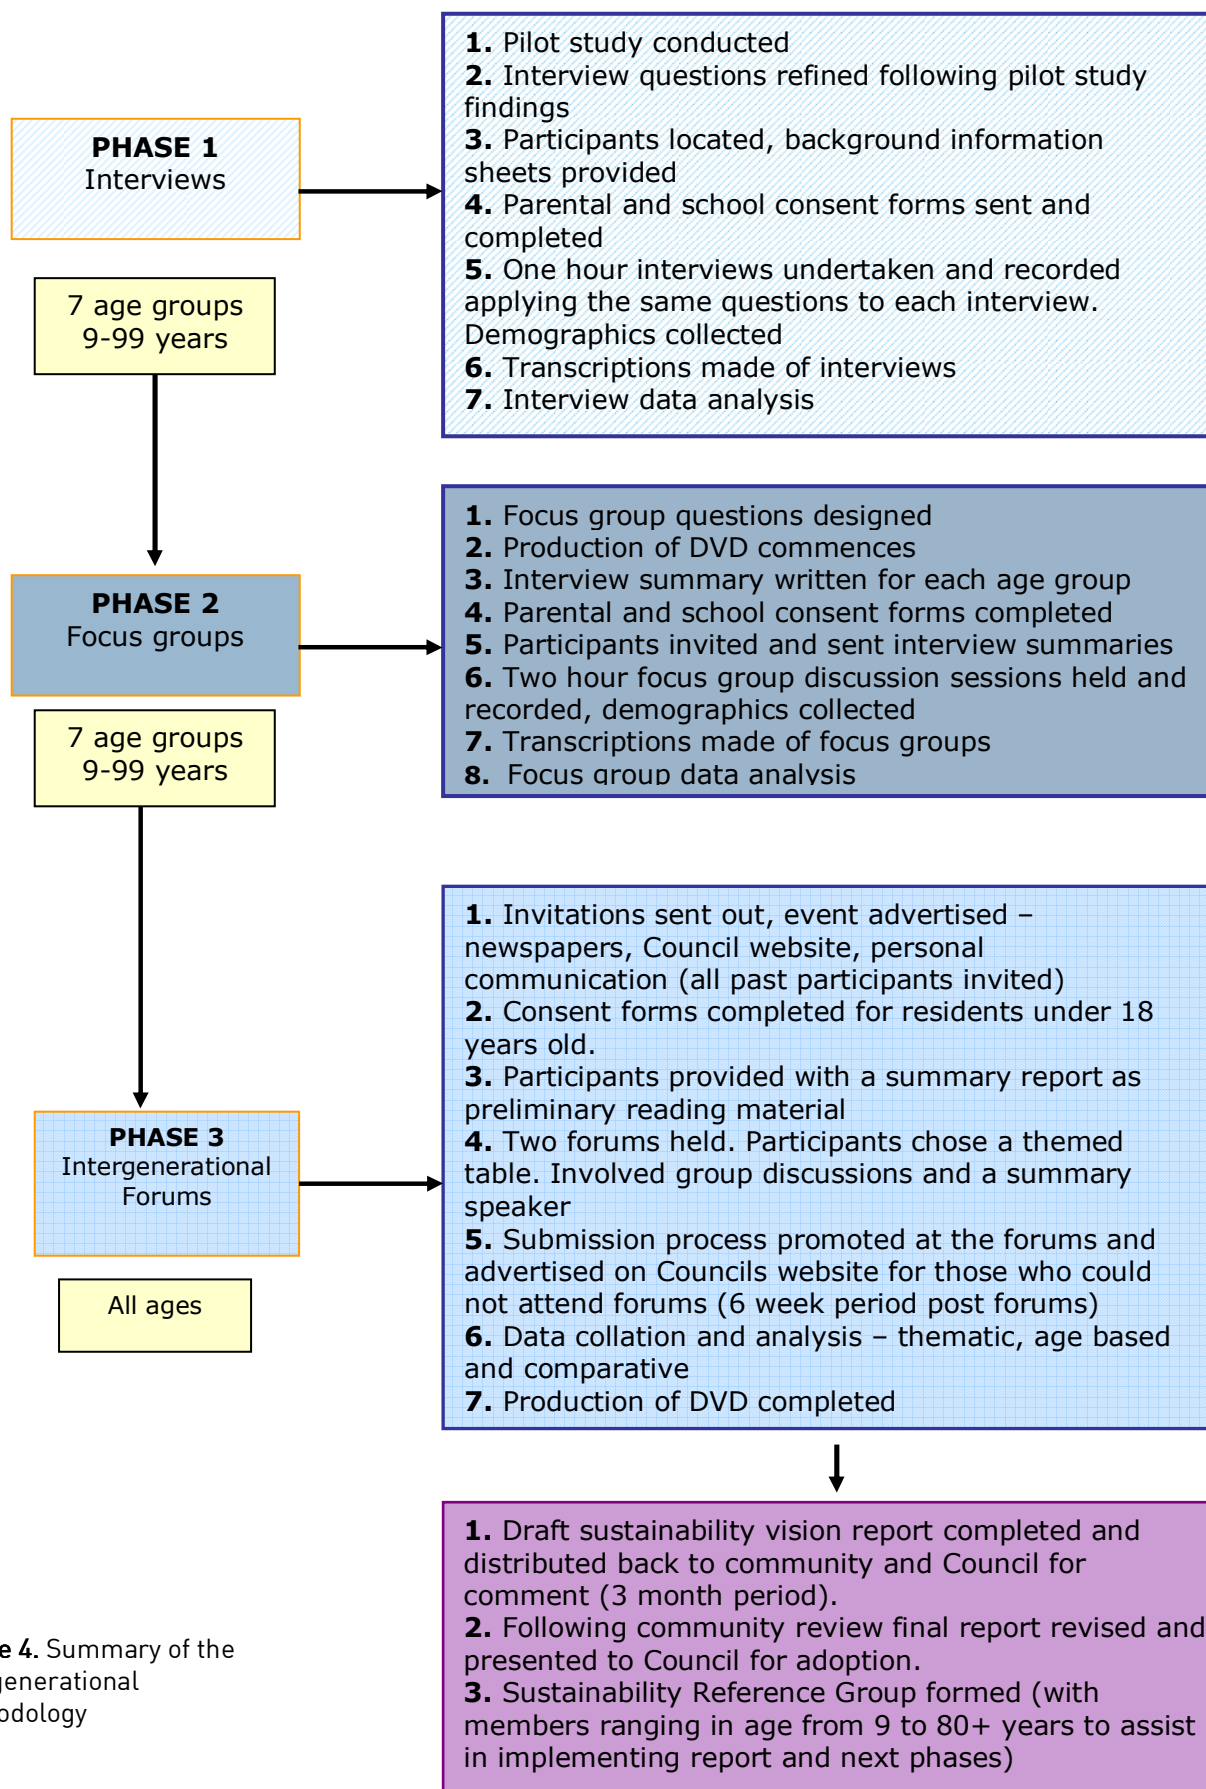 PHASE 1
Interviews
1. Pilot study conducted
2. Interview questions refined following pilot study
findings
3. Participants located, background information
sheets provided
4. Parental and school consent forms sent and
completed
5. One hour interviews undertaken and recorded
applying the same questions to each interview.
Demographics collected
6. Transcriptions made of interviews
7. Interview data analysis
7 age groups
9-99 years
PHASE 2
Focus groups
1. Focus group questions designed
2. Production of DVD commences
3. Interview summary written for each age group
4. Parental and school consent forms completed
5. Participants invited and sent interview summaries
6. Two hour focus group discussion sessions held and
recorded, demographics collected
7. Transcriptions made of focus groups
8. Focus group data analysis
7 age groups
9-99 years
PHASE 3
Intergenerational
Forums
1. Invitations sent out, event advertised –
newspapers, Council website, personal
communication (all past participants invited)
2. Consent forms completed for residents under 18
years old.
3. Participants provided with a summary report as
preliminary reading material
4. Two forums held. Participants chose a themed
table. Involved group discussions and a summary
speaker
5. Submission process promoted at the forums and
advertised on Councils website for those who could
not attend forums (6 week period post forums)
6. Data collation and analysis – thematic, age based
and comparative
7. Production of DVD completed
All ages
1. Draft sustainability vision report completed and
distributed back to community and Council for
comment (3 month period).
2. Following community review final report revised and
presented to Council for adoption.
3. Sustainability Reference Group formed (with
members ranging in age from 9 to 80+ years to assist
in implementing report and next phases)
e 4. Summary of the
generational
odology